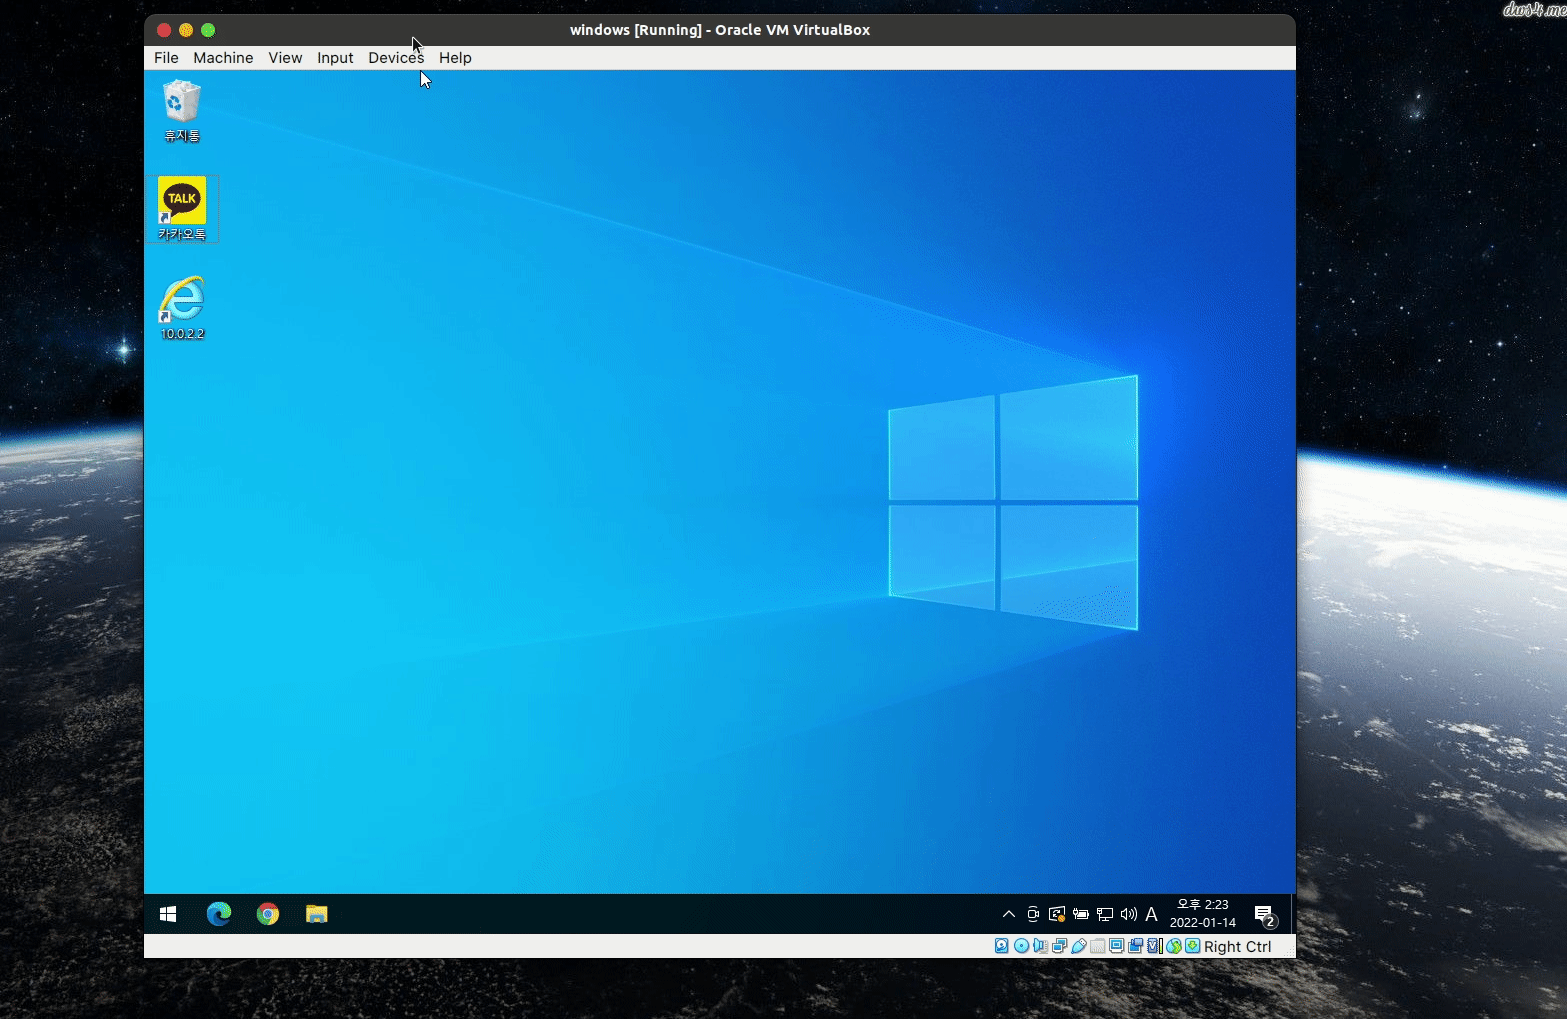 daws4.me
windows [Running] - Oracle VM VirtualBox
File Machine View Input Devices Help
휴지통
TALK
카카오톡
10.0.2.2
A
오후 2:23
2022-01-14
2
Right Ctrl